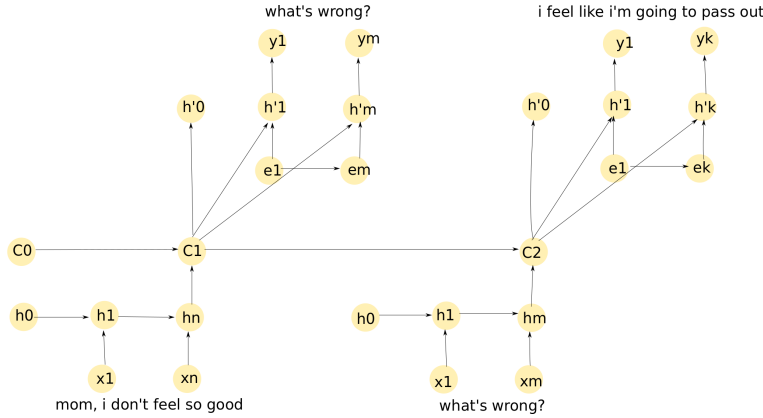 what's wrong?
i feel like i'm going to pass out
y1
ym
y1
yk
h'0
h'1
h'm
h'0
h'1
h'k
e1
em
e1
ek
C0
C1
C2
h0
h1
hn
h0
h1
hm
x1
xn
x1
xm
mom, i don't feel so good
what's wrong?